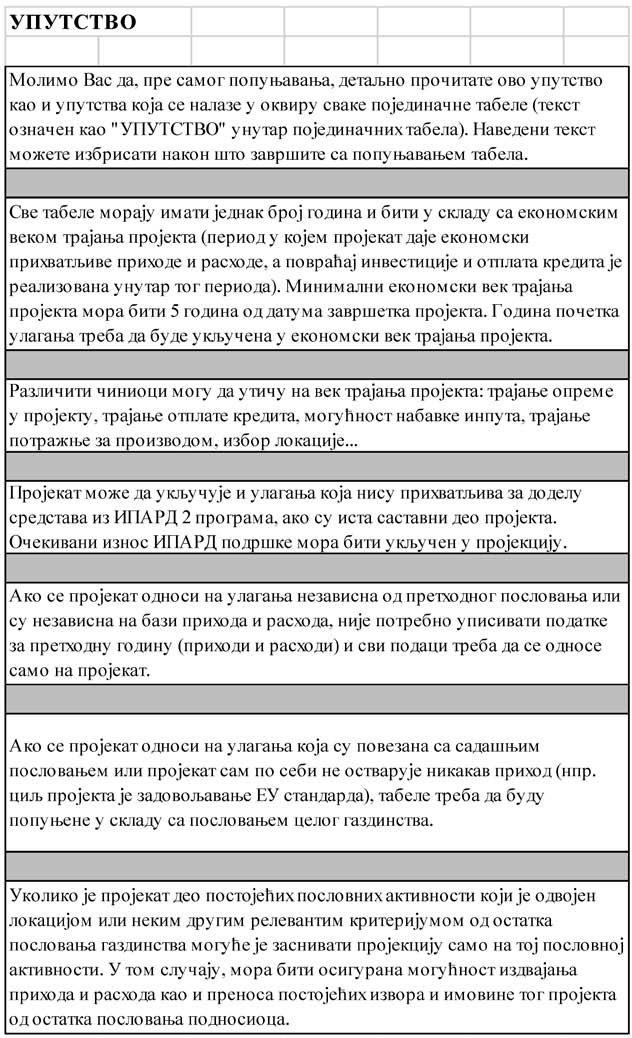 УПУТСТВО
Молимо Вас да, пре самог попуњавања, детаљно прочитате ово упутство
као и упутства која се налазе у оквиру сваке појединачне табеле (текст
означен као "УПУТСТВО" унутар појединачних табела). Наведени текст
можете избрисати након што завршите са попуњавањем табела.
Све табеле морају имати једнак број година и бити у складу са економским
веком трајања пројекта (период у којем пројекат даје економски
прихватљиве приходе и расходе, а повраћај инвестиције и отплата кредита је
реализована унутар тог периода). Минимални економски век трајања
пројекта мора бити 5 година од датума завршетка пројекта. Година почетка
улагања треба да буде укључена у економски век трајања пројекта.
Различити чиниоци могу да утичу на век трајања пројекта: трајање опреме
у пројекту, трајање отплате кредита, могућност набавке инпута, трајање
потражње за производом, избор локације...
Пројекат може да укључује и улагања која нису прихватљива за доделу
средстава из ИПАРД 2 програма, ако су иста саставни део пројекта.
Очекивани износ ИПАРД подршке мора бити укључен у пројекцију.
Ако се пројекат односи на улагања независна од претходног пословања или
су независна на бази прихода и расхода, није потребно уписивати податке
за претходну годину (приходи и расходи) и сви подаци треба да се односе
само на пројекат.
Ако се пројекат односи на улагања која су повезана са садашњим
пословањем или пројекат сам по себи не остварује никакав приход (нпр.
циљ пројекта је задовољавање ЕУ стандарда), табеле треба да буду
попуњене у складу са пословањем целог газдинства.
Уколико је пројекат део постојећих пословних активности који је одвојен
локацијом или неким другим релевантим критеријумом од остатка
пословања газдинства могуће је заснивати пројекцију само на тој пословној
активности. У том случају, мора бити осигурана могућност издвајања
прихода и расхода као и преноса постојећих извора и имовине тог пројекта
од остатка пословања подносиоца.